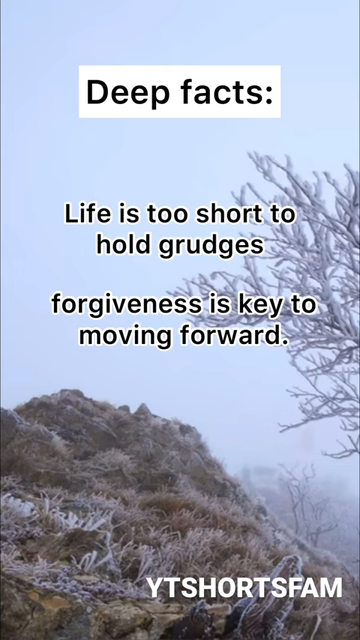 Deep facts:
Life is too short to
hold grudges
forgiveness is key to
moving forward.
YTSHORTSFAM